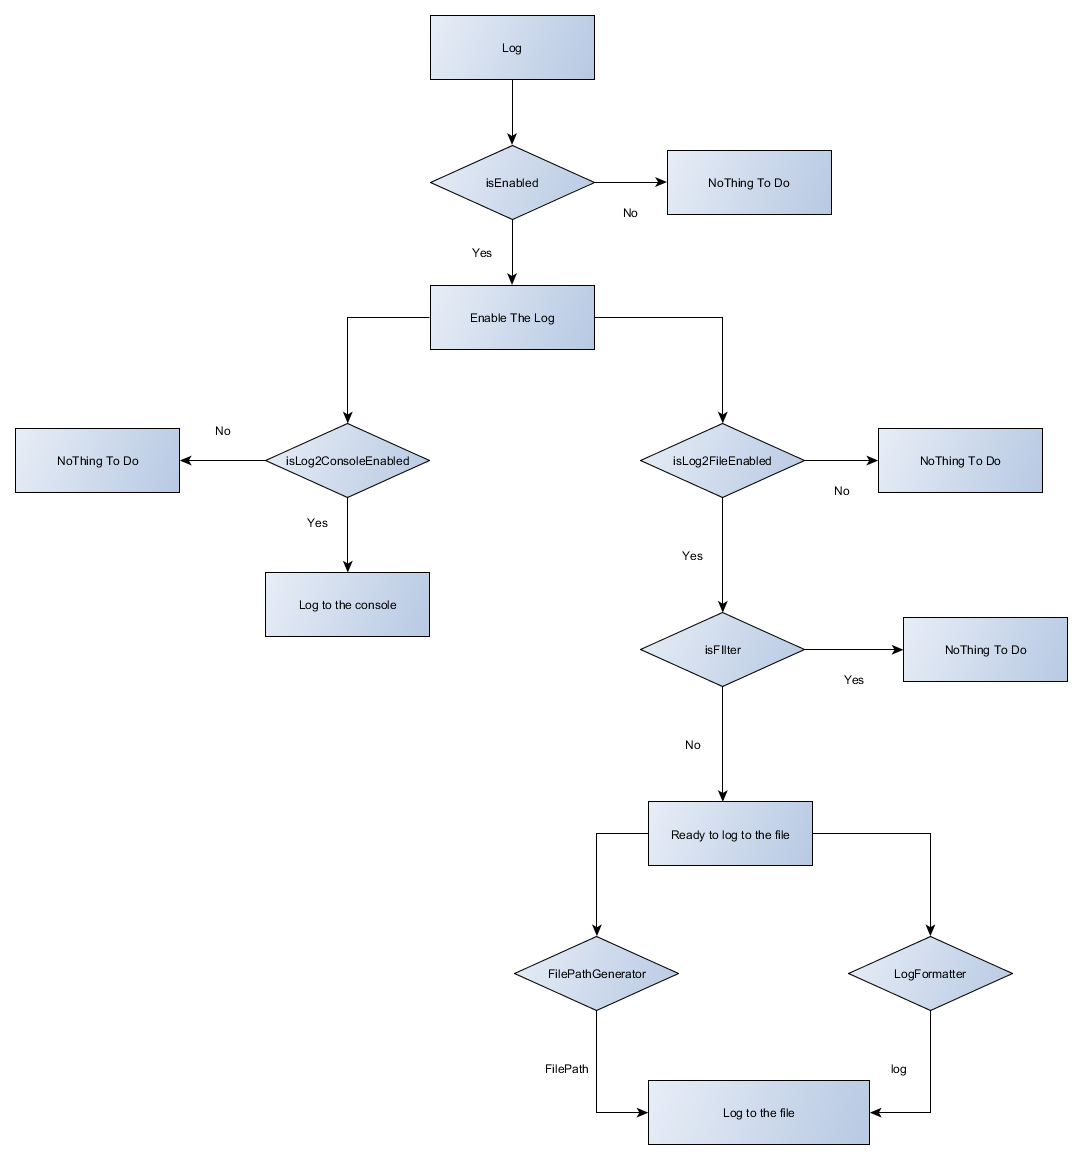 Log
isEnabled
NoThing To Do
No
Yes
Enable The Log
No
NoThing To Do
isLog2ConsoleEnabled
isLog2FileEnabled
NoThing To Do
No
Yes
Yes
Log to the console
isFIlter
NoThing To Do
Yes
No
Ready to log to the file
FilePathGenerator
LogFormatter
FilePath
log
Log to the file